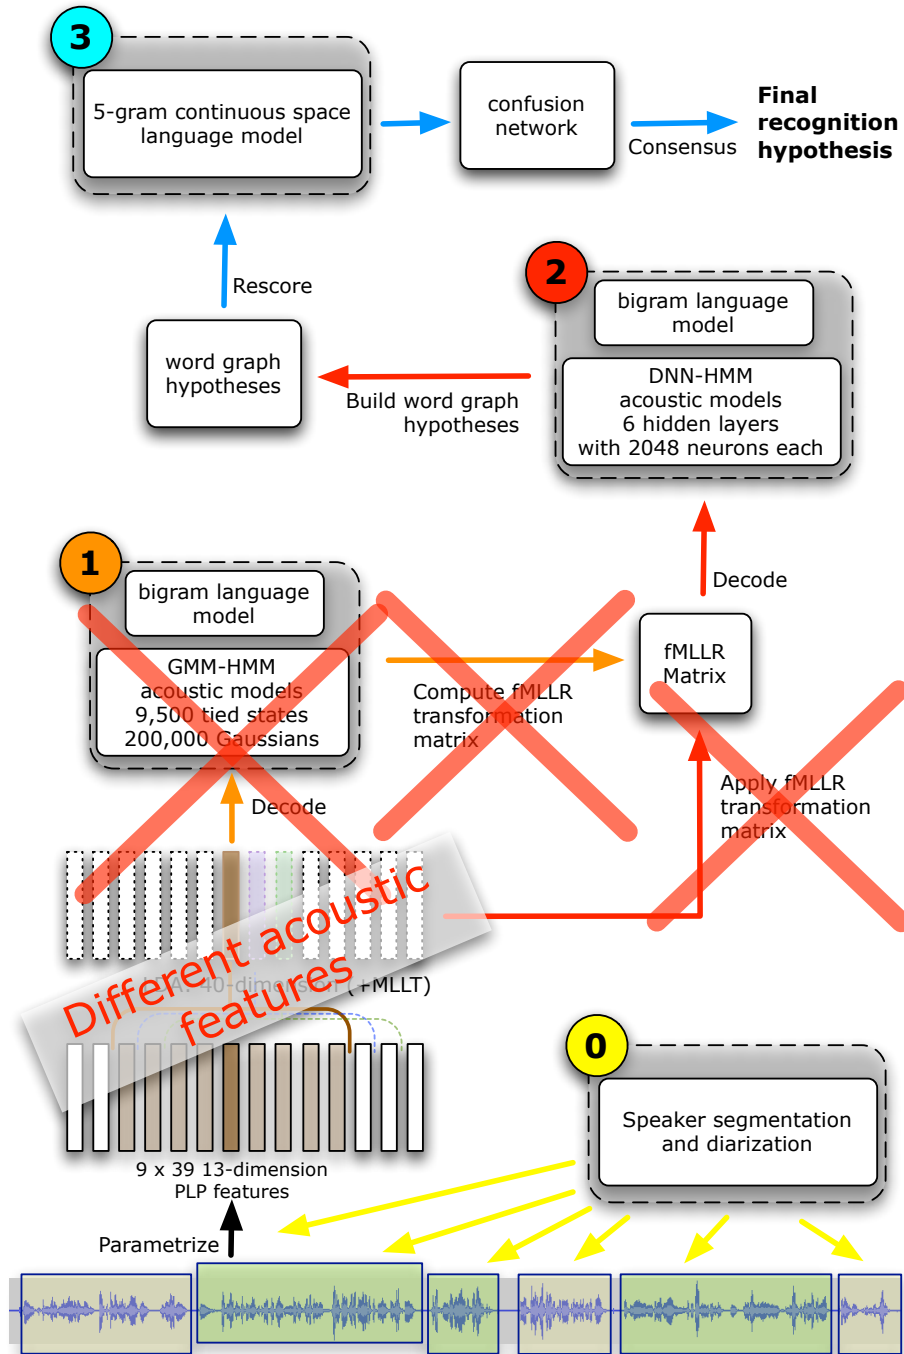 3
5-gram continuous space
language model
confusion
network
Consensus
Final
recognition
hypothesis
Rescore
2
bigram language
model
DNN-HMM
acoustic models
6 hidden layers
with 2048 neurons each
word graph
hypotheses
Build word graph
hypotheses
Decode
1
bigram language
model
GMM-HMM
acoustic models
9,500 tied states
200,000 Gaussians
Compute fMLLR
transformation
matrix
fMLLR
Matrix
Apply fMLLR
transformation
matrix
Decode
Different acoustic
features
LDA: 40-dimension (+MLLT)
0
Speaker segmentation
and diarization
9 x 39 13-dimension
PLP features
Parametrize